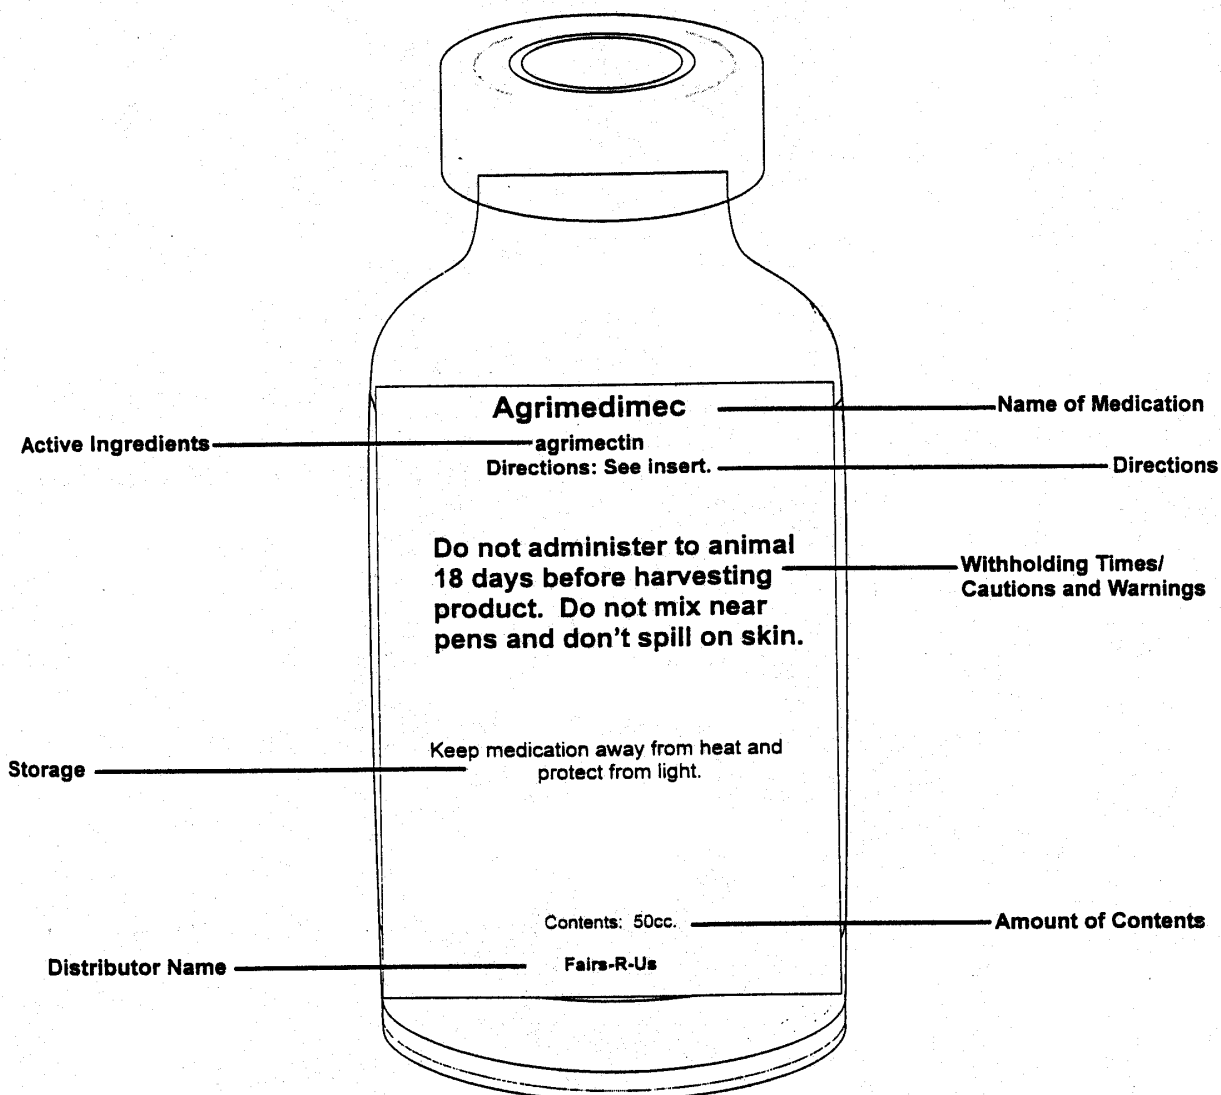 Agrimedimec
Name of Medication
Active Ingredients
agrimectin
Directions: See insert.
Directions
Do not administer to animal
18 days before harvesting
product. Do not mix near
pens and don't spill on skin.
Withholding Times/
Cautions and Warnings
Keep medication away from heat and
protect from light.
Storage
Contents: 50cc.
Amount of Contents
Distributor Name
Fairs-R-Us